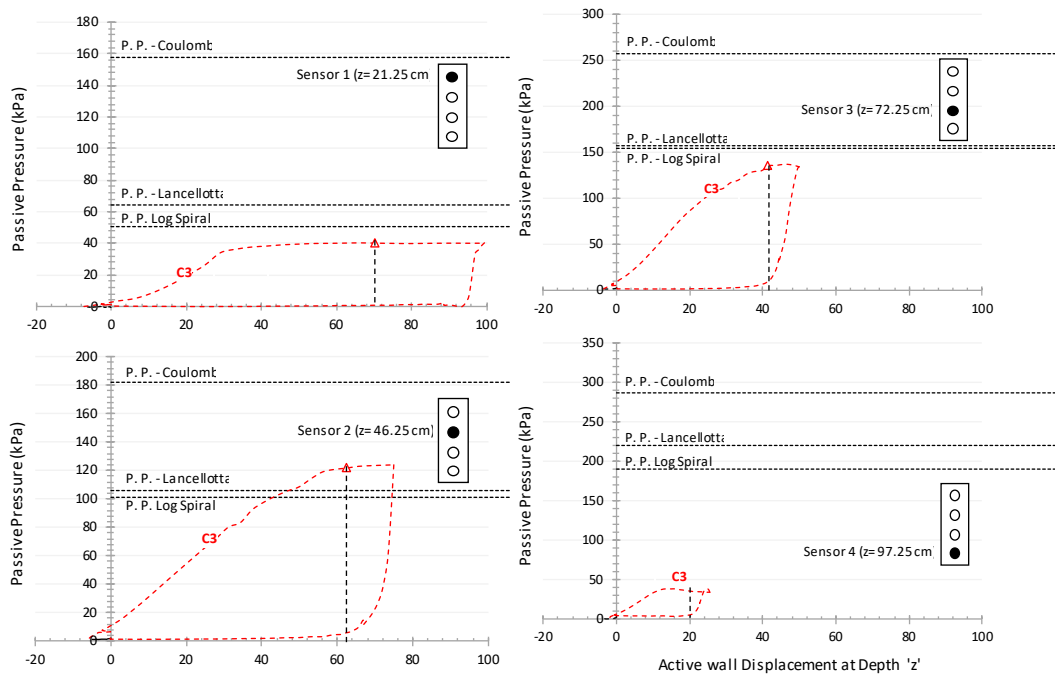 180
160
140
120
100
80
60
40
20
0
-20
0
20
40
60
80
100
Passive Pressure (kPa)
P. P. - Coulomb
Sensor 1 (z= 21.25 cm
P. P. - Lancellotta
P. P. Log Spiral
C3
300
250
200
150
100
50
0
-20
0
20
40
60
80
100
Passive Pressure (kPa)
P. P. - Coulomb
Sensor 3 (z= 72.25 cm)
P. P. - Lancellotta
P. P. - Log Spiral
C3
200
180
160
140
120
100
80
60
40
20
0
-20
0
20
40
60
80
100
Passive Pressure (kPa)
P. P. - Coulomb
Sensor 2 (z= 46.25 cm)
P. P. - Lancellotta
P. P. Log Spiral
C3
350
300
250
200
150
100
50
0
-20
0
20
40
60
80
100
Passive Pressure (kPa)
P. P. - Coulomb
P. P. - Lancellotta
P. P. Log Spiral
Sensor 4 (z= 97.25 cm)
C3
Active wall Displacement at Depth 'z'